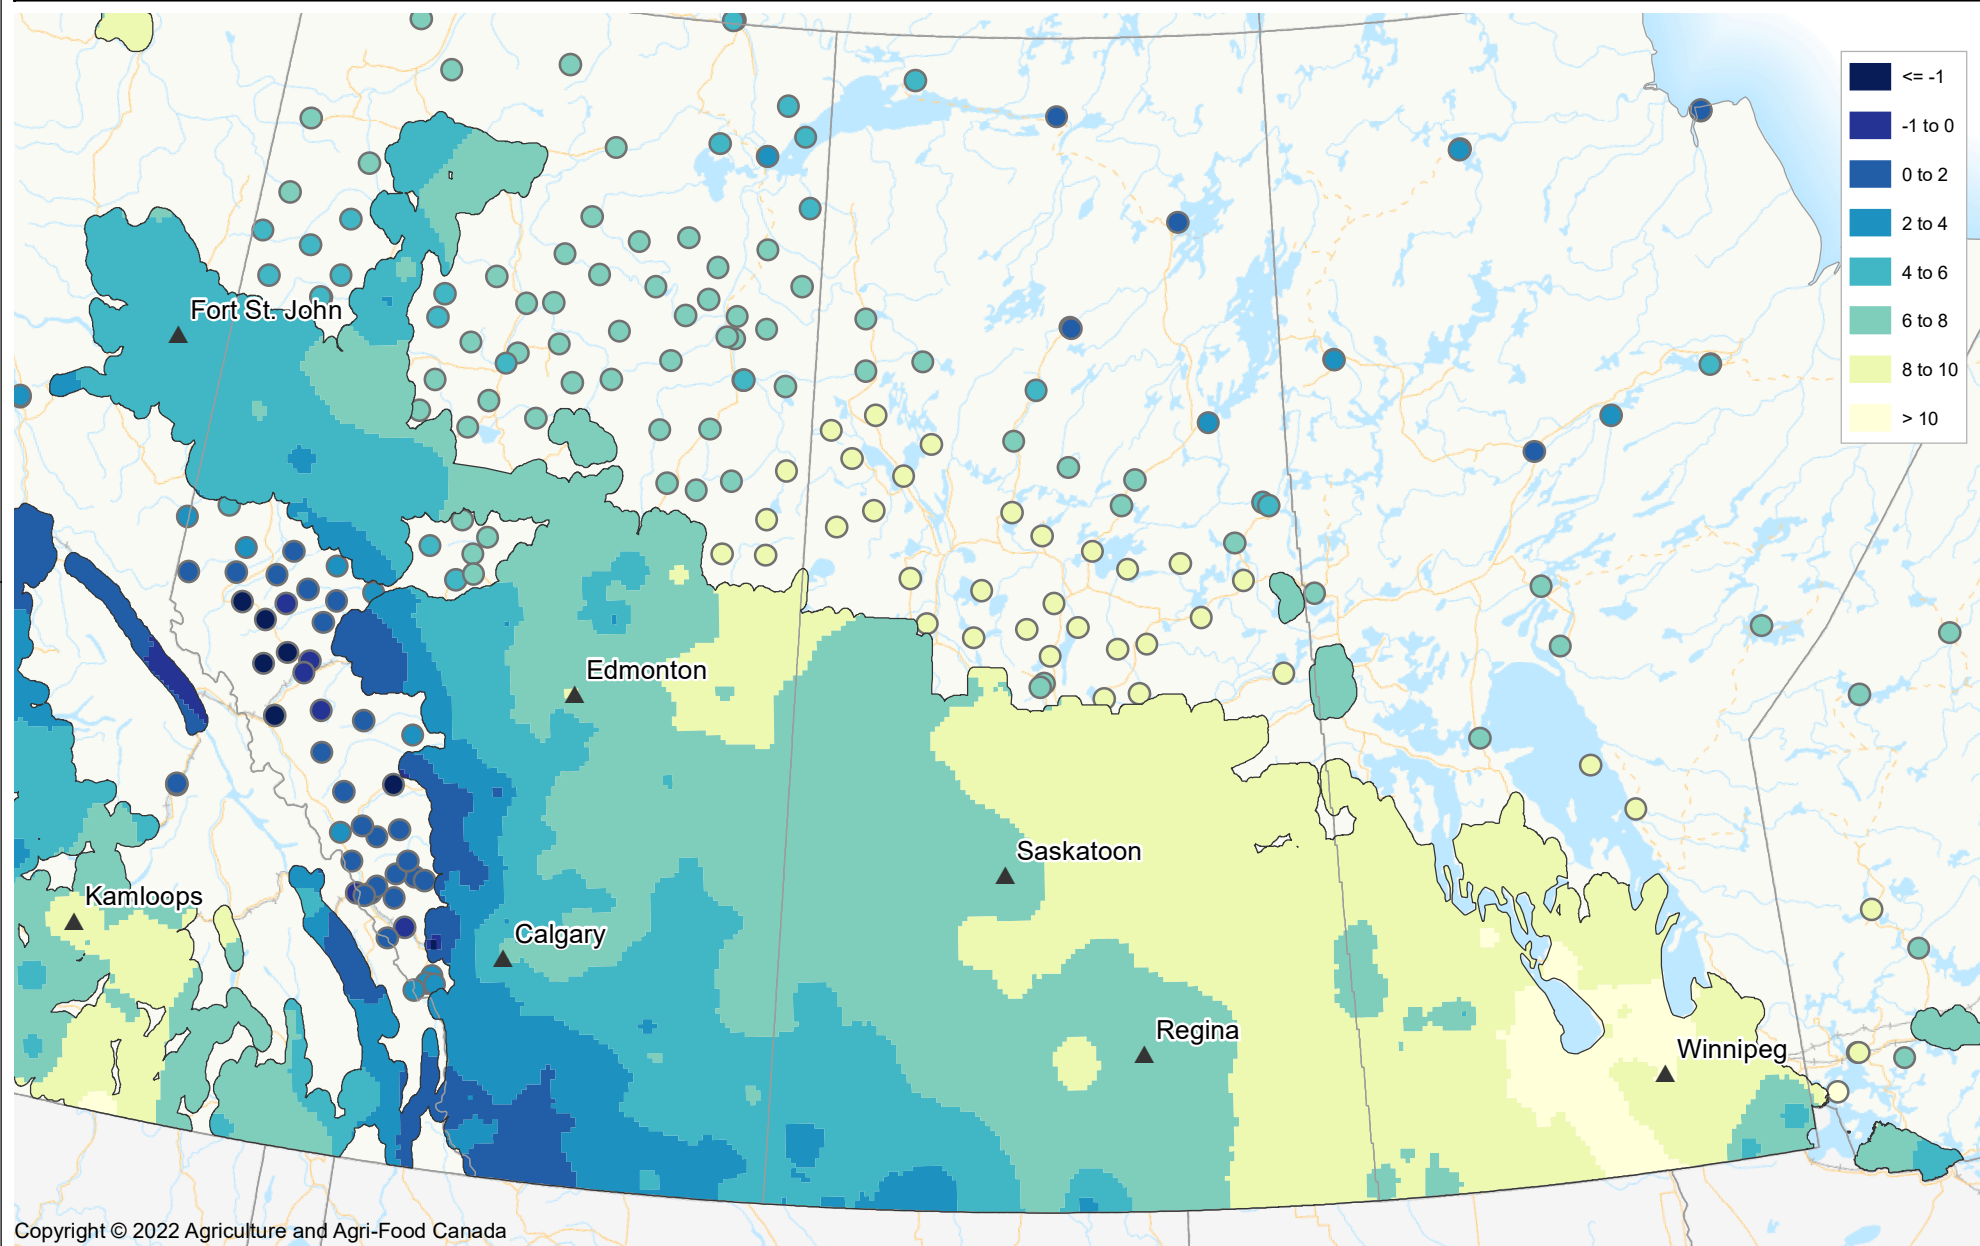 <= -1
-1 to 0
0 to 2
2 to 4
4 to 6
6 to 8
8 to 10
> 10
Fort St. John
Edmonton
Saskatoon
Kamloops
Calgary
Regina
Winnipeg
Copyright © 2022 Agriculture and Agri-Food Canada